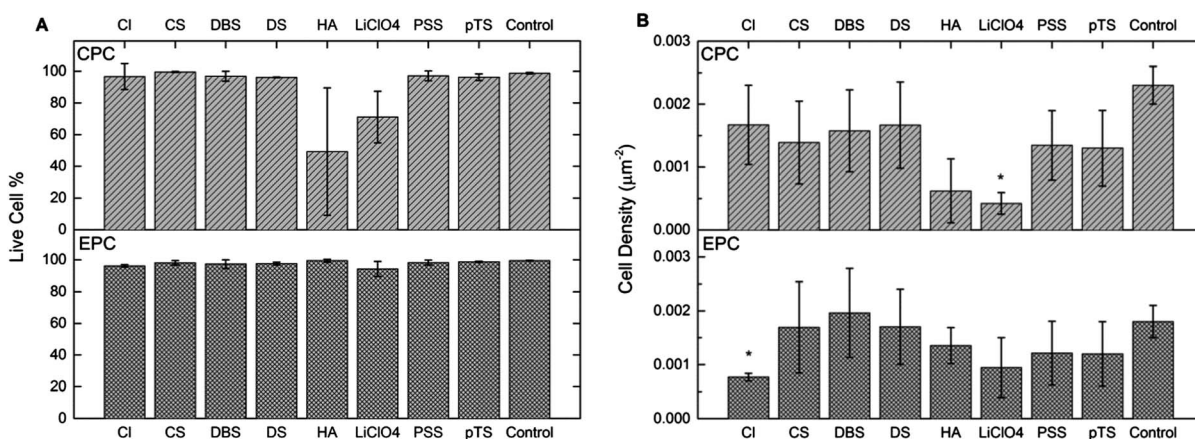 A
Cl CS DBS DS HA LiClO4 PSS pTS Control
CPC
100
80
60
40
20
0
EPC
100
80
60
40
20
0
Live Cell %
Cl CS DBS DS HA LiClO4 PSS pTS Control
B
Cl CS DBS DS HA LiClO4 PSS pTS Control
0.003
CPC
0.002
0.001
*
0.000
0.003
EPC
0.002
0.001
*
0.000
Cell Density (μm⁻²)
Cl CS DBS DS HA LiClO4 PSS pTS Control